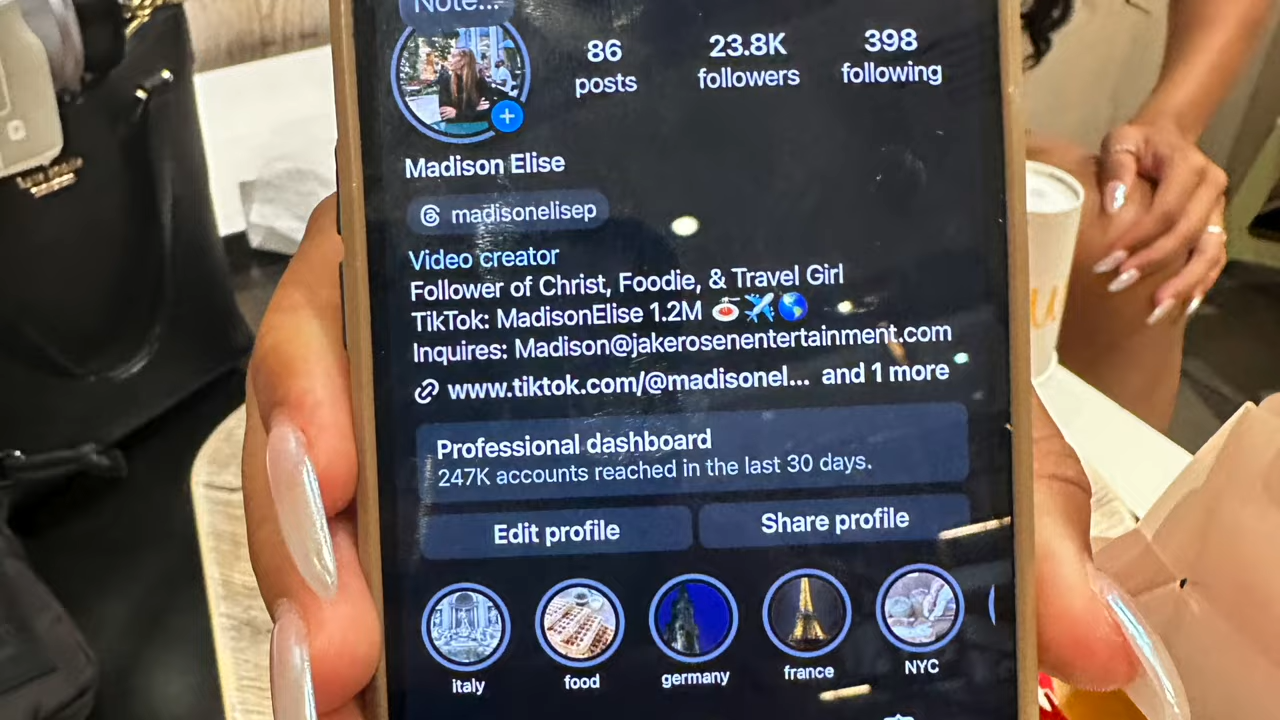 Note...
86
posts
23.8K
followers
398
following
Madison Elise
madisonelisep
Video creator
Follower of Christ, Foodie, & Travel Girl
TikTok: MadisonElise 1.2M 🍝✈️🌎
Inquires: Madison@jakerosenentertainment.com
www.tiktok.com/@madisonel... and 1 more
Professional dashboard
247K accounts reached in the last 30 days.
Edit profile
Share profile
italy
food
germany
france
NYC